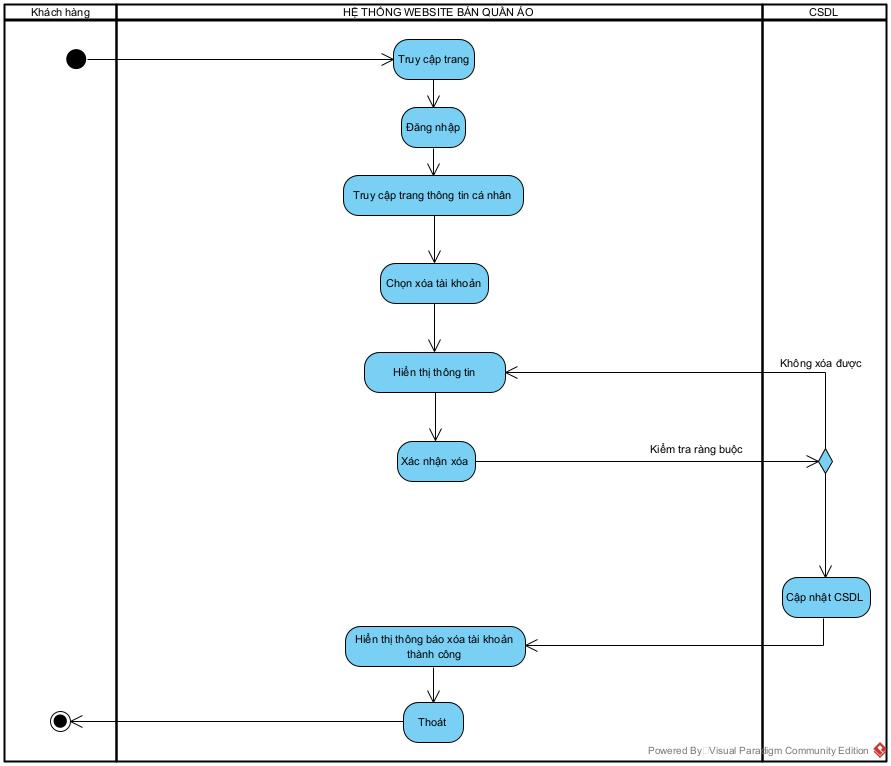 Khách hàng
HỆ THỐNG WEBSITE BÁN QUẦN ÁO
CSDL
Truy cập trang
Đăng nhập
Truy cập trang thông tin cá nhân
Chọn xóa tài khoản
Không xóa được
Hiển thị thông tin
Kiểm tra ràng buộc
Xác nhận xóa
Cập nhật CSDL
Hiển thị thông báo xóa tài khoản
thành công
Thoát
Powered By Visual Paradigm Community Edition